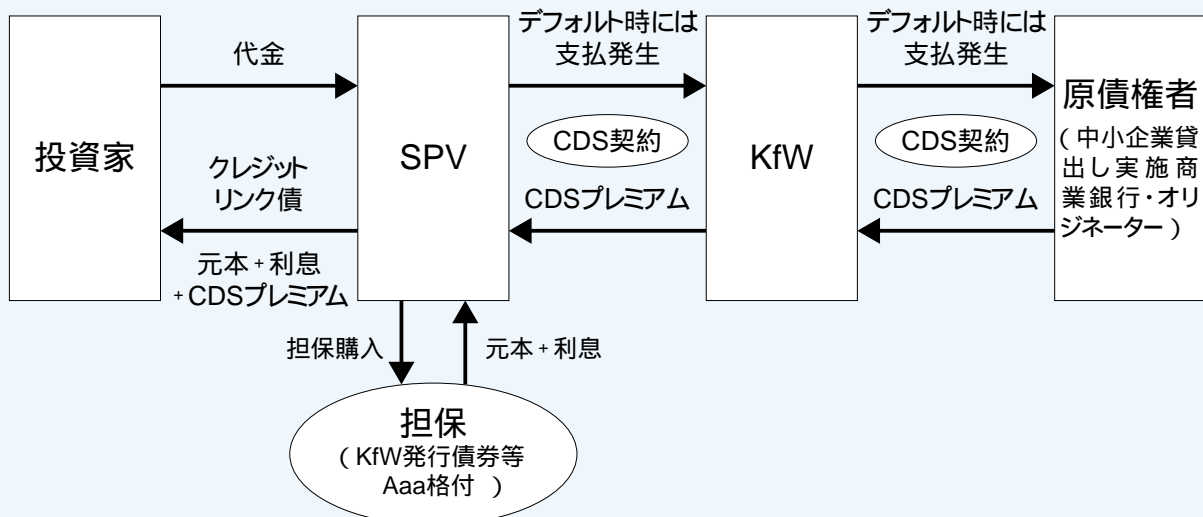 代金
デフォルト時には
支払発生
デフォルト時には
支払発生
投資家
SPV
CDS契約
KfW
CDS契約
原債権者
(中小企業貸
出し実施商
業銀行・オリ
ジネーター)
クレジット
リンク債
CDSプレミアム
CDSプレミアム
元本+利息
+CDSプレミアム
担保購入
元本+利息
担保
(KfW発行債券等
Aaa格付 )